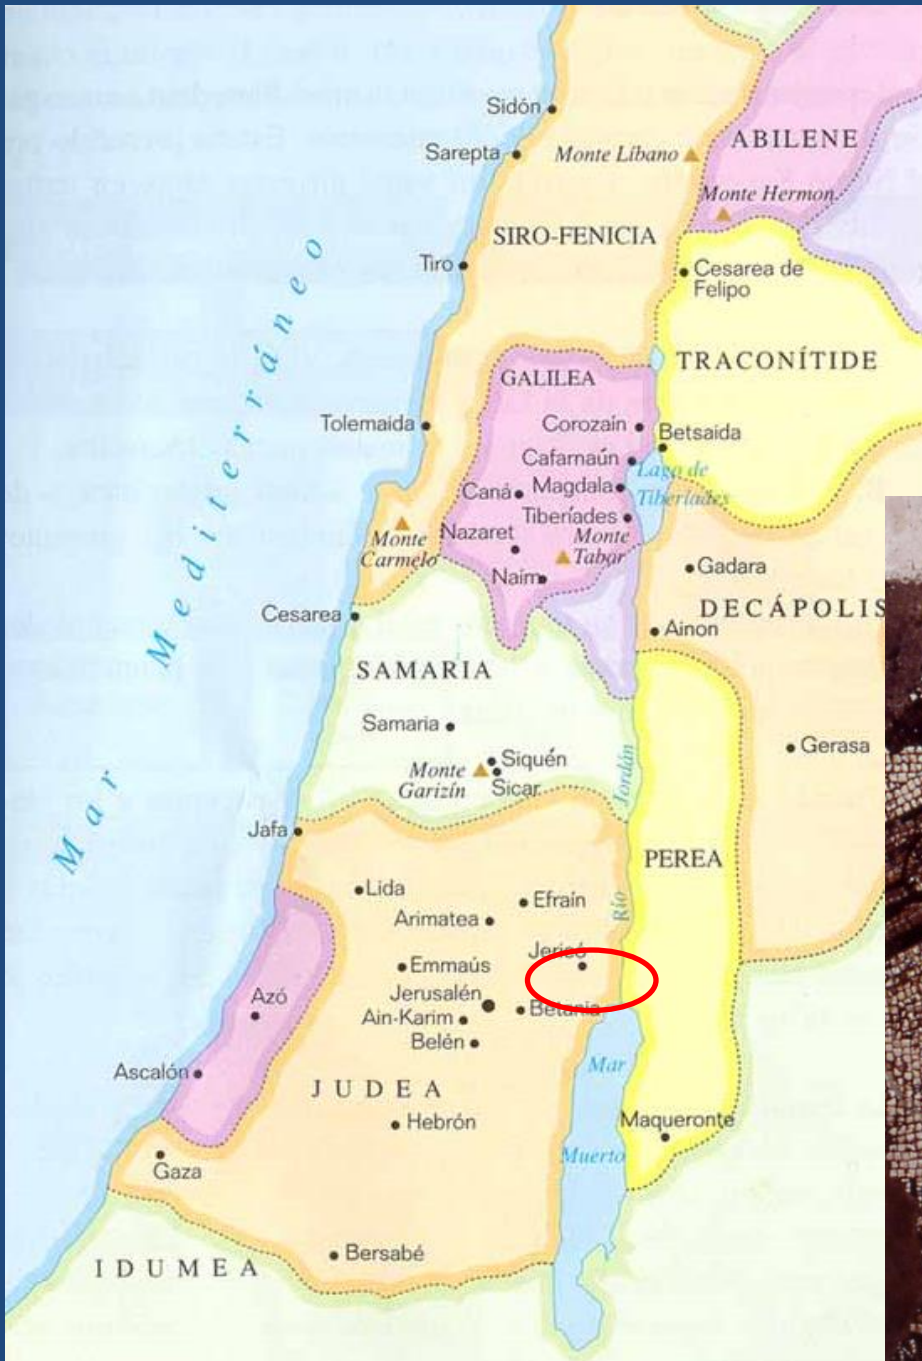 Sidón
Sarepta
Monte Líbano
ABILENE
Monte Hermon
SIRO-FENICIA
Tiro
Cesarea de
Felipo
TRACONÍTIDE
GALILEA
Mar Mediterráneo
Tolemaida
Corozaín
Betsaida
Cafarnaún
Lago de
Tiberíades
Magdala
Caná
Tiberíades
Nazaret
Monte
Carmelo
Monte
Tabor
Naím
Gadara
DECÁPOLIS
Cesarea
Ainon
SAMARIA
Samaria
Siquén
Gerasa
Monte
Garizín
Sicar
Río Jordán
Jafa
PEREA
Lida
Efraín
Arimatea
Jericó
Emmaús
Azó
Jerusalén
Betania
Ain-Karim
Belén
Ascalón
Mar
Muerto
JUDEA
Hebrón
Maqueronte
Gaza
Bersabé
IDUMEA